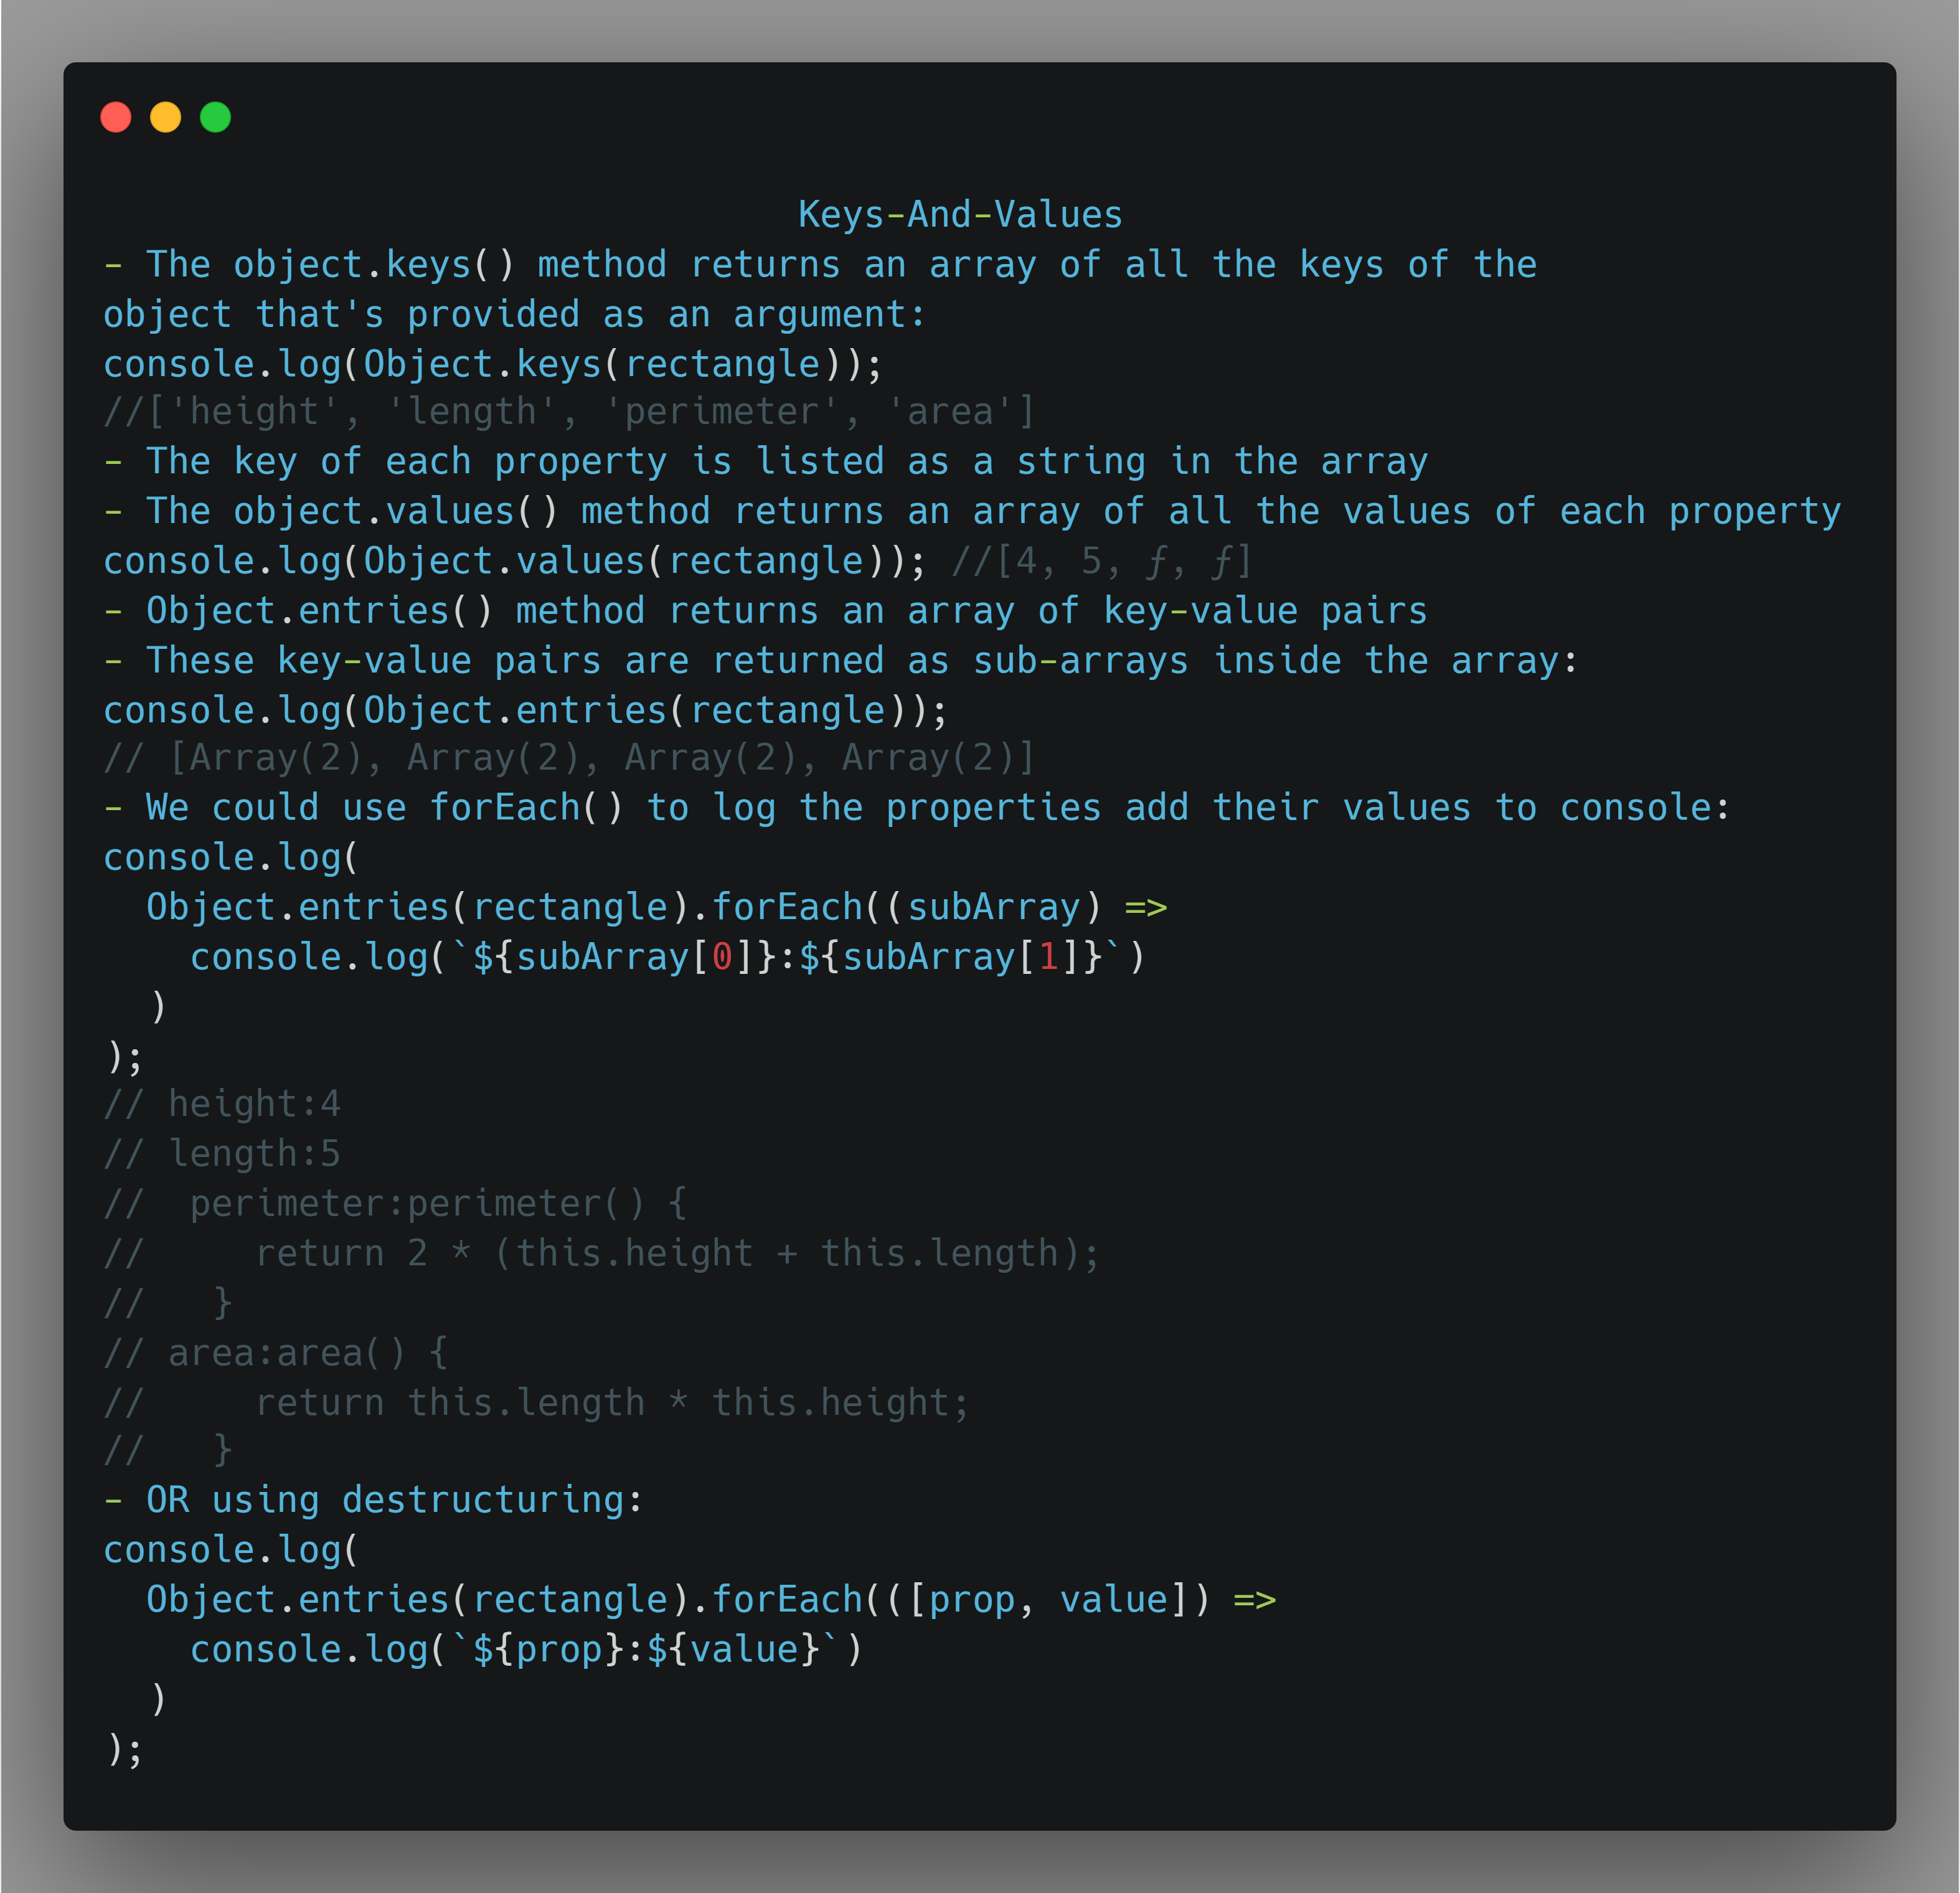 Keys-And-Values
- The object.keys() method returns an array of all the keys of the
object that's provided as an argument:
console.log(Object.keys(rectangle));
//['height', 'length', 'perimeter', 'area']
- The key of each property is listed as a string in the array
- The object.values() method returns an array of all the values of each property
console.log(Object.values(rectangle)); //[4, 5, ƒ, ƒ]
- Object.entries() method returns an array of key-value pairs
- These key-value pairs are returned as sub-arrays inside the array:
console.log(Object.entries(rectangle));
// [Array(2), Array(2), Array(2), Array(2)]
- We could use forEach() to log the properties add their values to console:
console.log(
  Object.entries(rectangle).forEach((subArray) =>
    console.log(`${subArray[0]}:${subArray[1]}`)
  )
);
// height:4
// length:5
//  perimeter:perimeter() {
//     return 2 * (this.height + this.length);
//   }
// area:area() {
//     return this.length * this.height;
//   }
- OR using destructuring:
console.log(
  Object.entries(rectangle).forEach(([prop, value]) =>
    console.log(`${prop}:${value}`)
  )
);